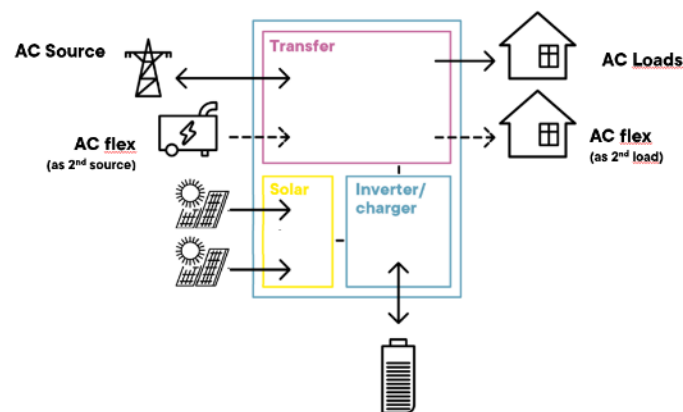 Transfer
AC Source
AC Loads
AC flex
(as 2nd source)
AC flex
(as 2nd load)
Solar
Inverter/
charger